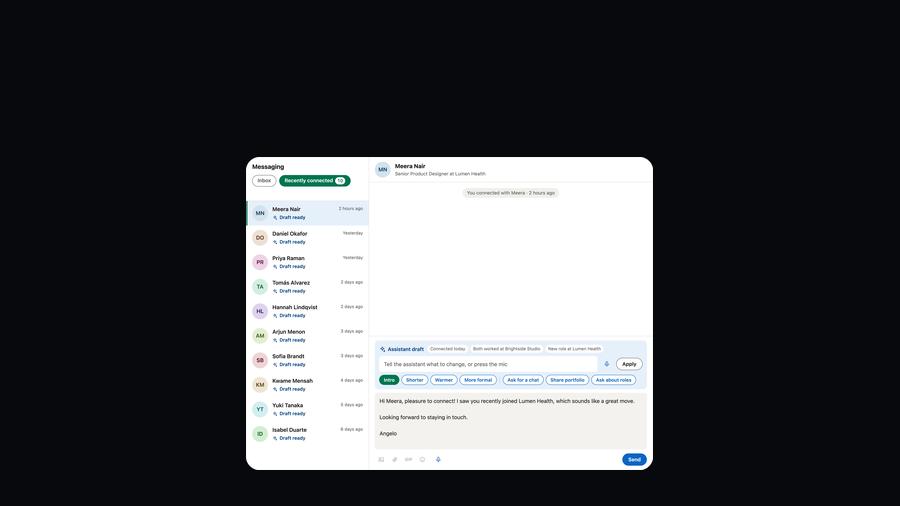 Messaging
Inbox
Recently connected 10
MN
Meera Nair
2 hours ago
Draft ready
DO
Daniel Okafor
Yesterday
Draft ready
PR
Priya Raman
Yesterday
Draft ready
TA
Tomás Alvarez
2 days ago
Draft ready
HL
Hannah Lindqvist
2 days ago
Draft ready
AM
Arjun Menon
3 days ago
Draft ready
SB
Sofia Brandt
3 days ago
Draft ready
KM
Kwame Mensah
4 days ago
Draft ready
YT
Yuki Tanaka
5 days ago
Draft ready
ID
Isabel Duarte
6 days ago
Draft ready
MN
Meera Nair
Senior Product Designer at Lumen Health
You connected with Meera · 2 hours ago
Assistant draft
Connected today
Both worked at Brightside Studio
New role at Lumen Health
Tell the assistant what to change, or press the mic
Apply
Intro
Shorter
Warmer
More formal
Ask for a chat
Share portfolio
Ask about roles
Hi Meera, pleasure to connect! I saw you recently joined Lumen Health, which sounds like a great move.
Looking forward to staying in touch.
Angelo
GIF
Send